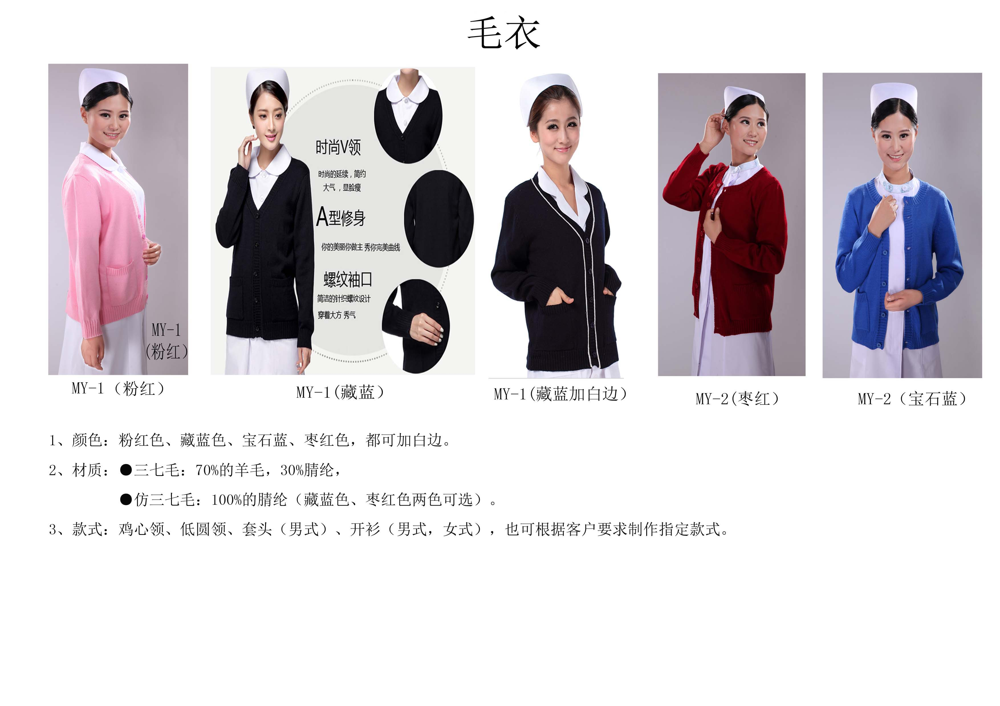 毛衣
时尚V领
时尚的延续，简约
大气，显脸瘦
A型修身
你的美丽你做主 秀你完美曲线
螺纹袖口
简洁的针织螺纹设计
穿着大方 秀气
MY-1
(粉红)
MY-1（粉红）
MY-1(藏蓝）
MY-1(藏蓝加白边）
MY-2(枣红）
MY-2（宝石蓝）
1、颜色：粉红色、藏蓝色、宝石蓝、枣红色，都可加白边。
2、材质：●三七毛：70%的羊毛，30%腈纶，
●仿三七毛：100%的腈纶（藏蓝色、枣红色两色可选）。
3、款式：鸡心领、低圆领、套头（男式）、开衫（男式，女式），也可根据客户要求制作指定款式。